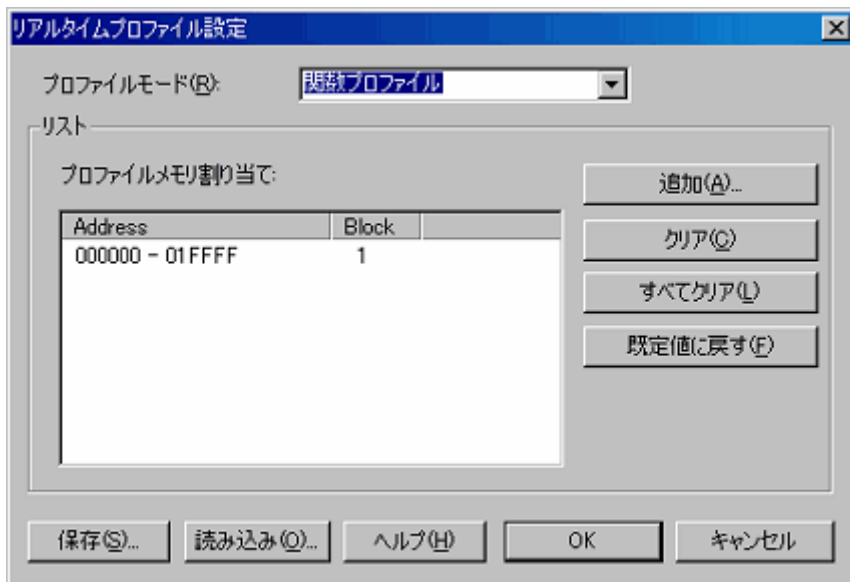 リアルタイムプロファイル設定
プロファイルモード(R):
関数プロファイル
リスト
プロファイルメモリ割り当て:
Address Block
000000 - 01FFFF 1
追加(A)...
クリア(C)
すべてクリア(L)
既定値に戻す(F)
保存(S)...
読み込み(O)...
ヘルプ(H)
OK
キャンセル